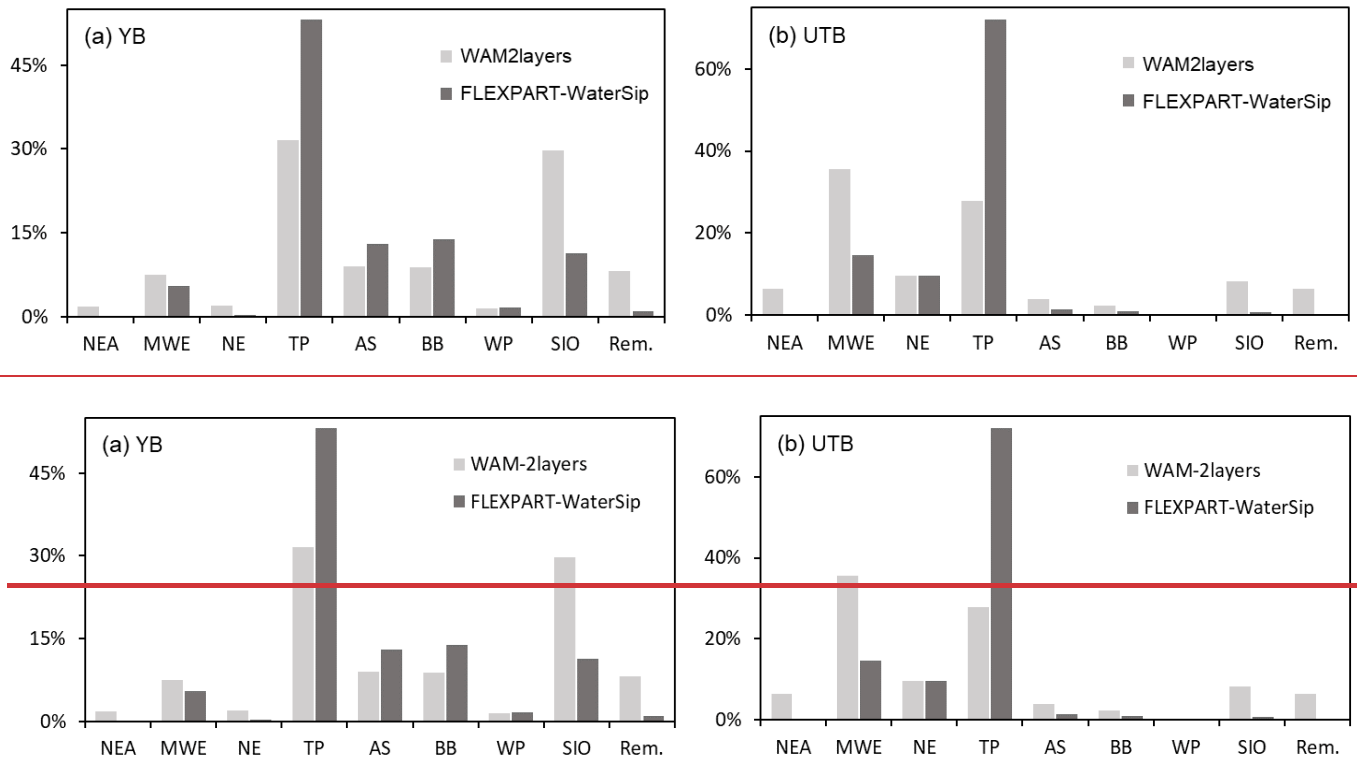 (a) YB
WAM2layers
FLEXPART-WaterSip
45%
30%
15%
0%
NEA MWE NE TP AS BB WP SIO Rem.
(b) UTB
WAM2layers
FLEXPART-WaterSip
60%
40%
20%
0%
NEA MWE NE TP AS BB WP SIO Rem.
(a) YB
WAM-2layers
FLEXPART-WaterSip
45%
30%
15%
0%
NEA MWE NE TP AS BB WP SIO Rem.
(b) UTB
WAM-2layers
FLEXPART-WaterSip
60%
40%
20%
0%
NEA MWE NE TP AS BB WP SIO Rem.